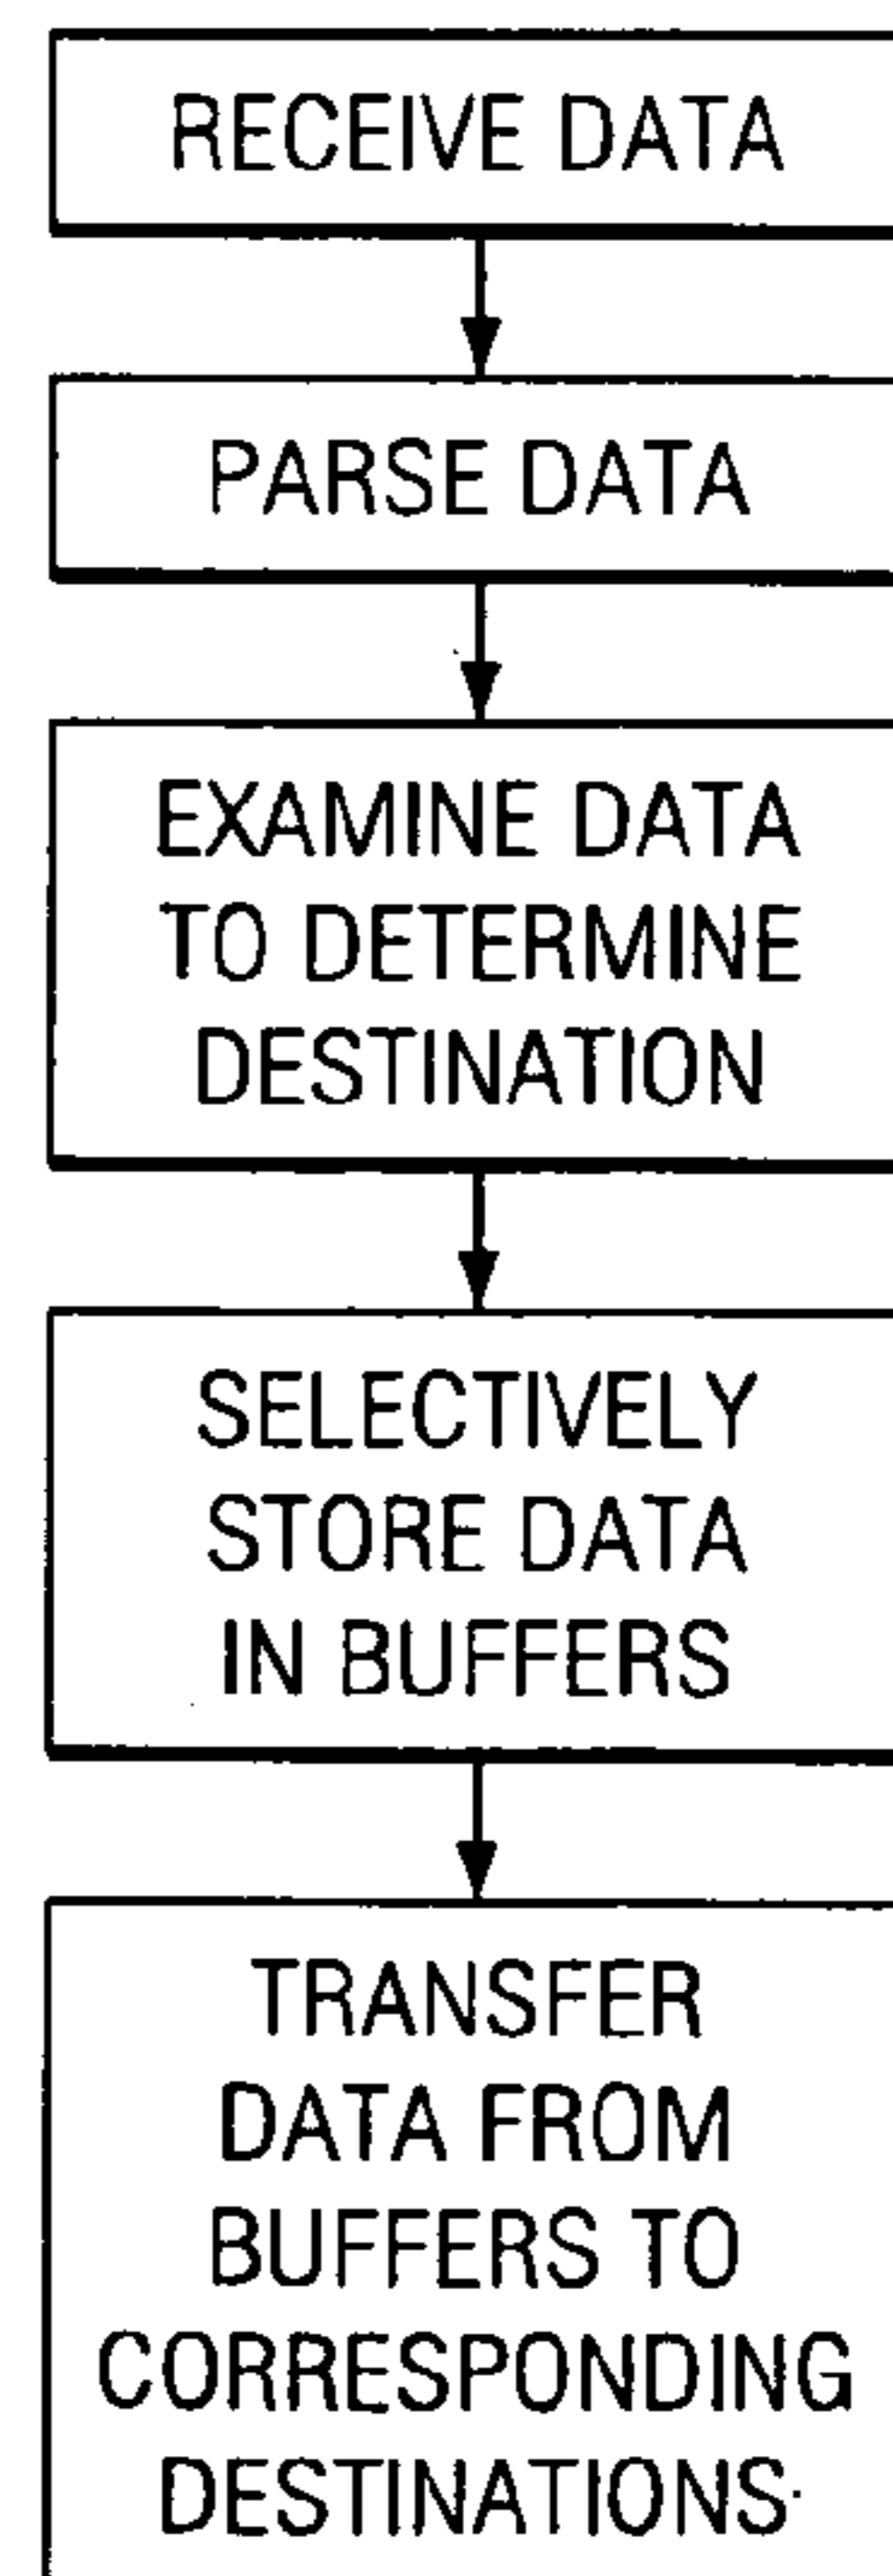 RECEIVE DATA
PARSE DATA
EXAMINE DATA
TO DETERMINE
DESTINATION
SELECTIVELY
STORE DATA
IN BUFFERS
TRANSFER
DATA FROM
BUFFERS TO
CORRESPONDING
DESTINATIONS